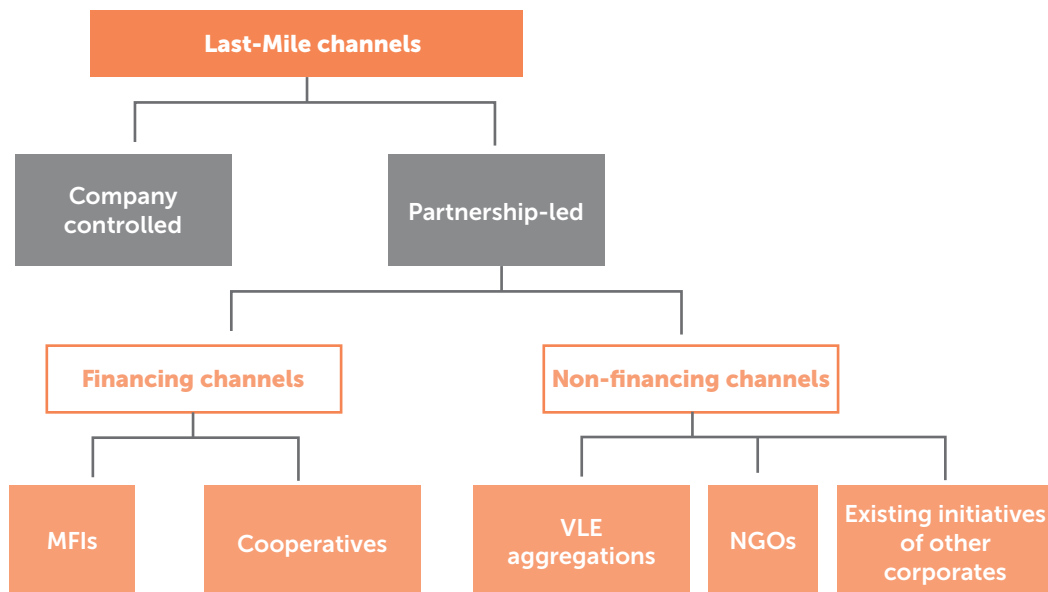 Last-Mile channels
Company
controlled
Partnership-led
Financing channels
Non-financing channels
MFIs
Cooperatives
VLE
aggregations
NGOs
Existing initiatives
of other
corporates